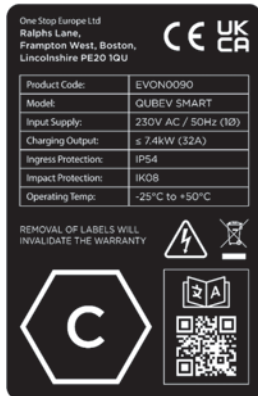 One Stop Europe Ltd
Ralphs Lane,
Frampton West, Boston,
Lincolnshire PE20 1QU
CE UK CA
Product Code: EVON0090
Model: QUBEV SMART
Input Supply: 230V AC / 50Hz (1Ø)
Charging Output: ≤ 7.4kW (32A)
Ingress Protection: IP54
Impact Protection: IK08
Operating Temp: -25°C to +50°C
REMOVAL OF LABELS WILL
INVALIDATE THE WARRANTY
A
C